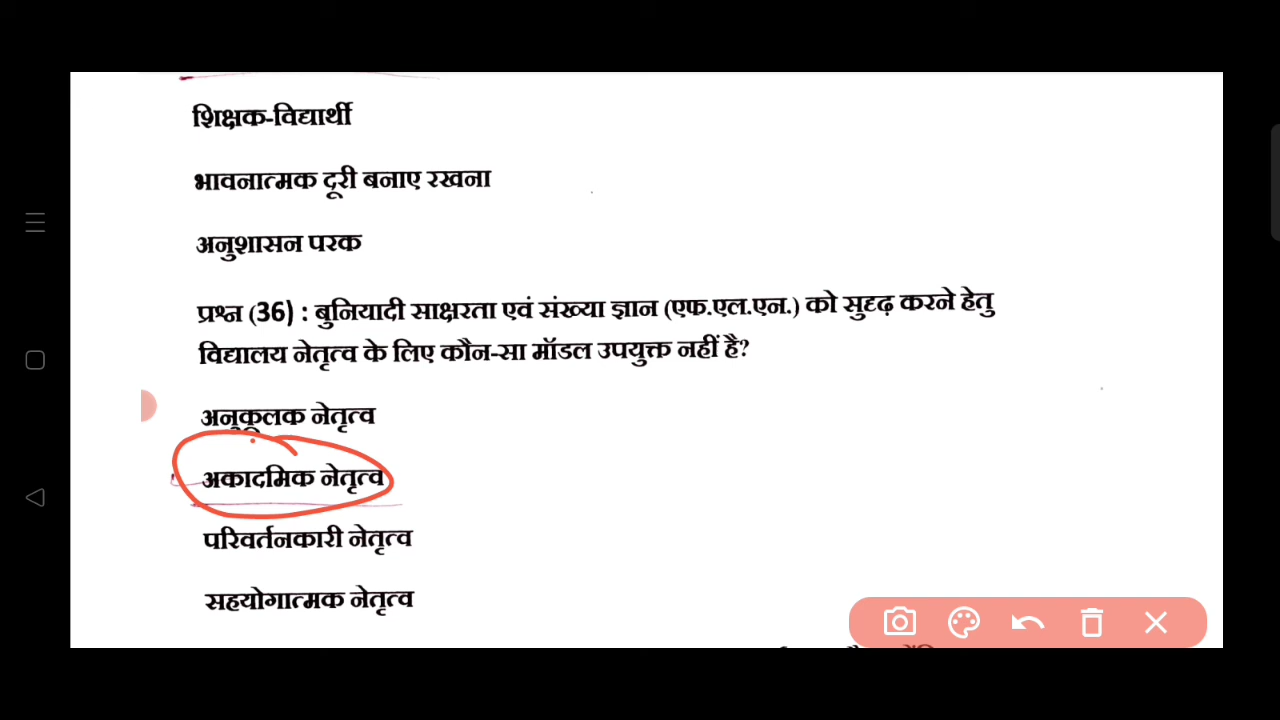 शिक्षक-विद्यार्थी
भावनात्मक दूरी बनाए रखना
अनुशासन परक
प्रश्न (36) : बुनियादी साक्षरता एवं संख्या ज्ञान (एफ.एल.एन.) को सुदृढ़ करने हेतु
विद्यालय नेतृत्व के लिए कौन-सा मॉडल उपयुक्त नहीं है?
अनुकूलक नेतृत्व
अकादमिक नेतृत्व
परिवर्तनकारी नेतृत्व
सहयोगात्मक नेतृत्व